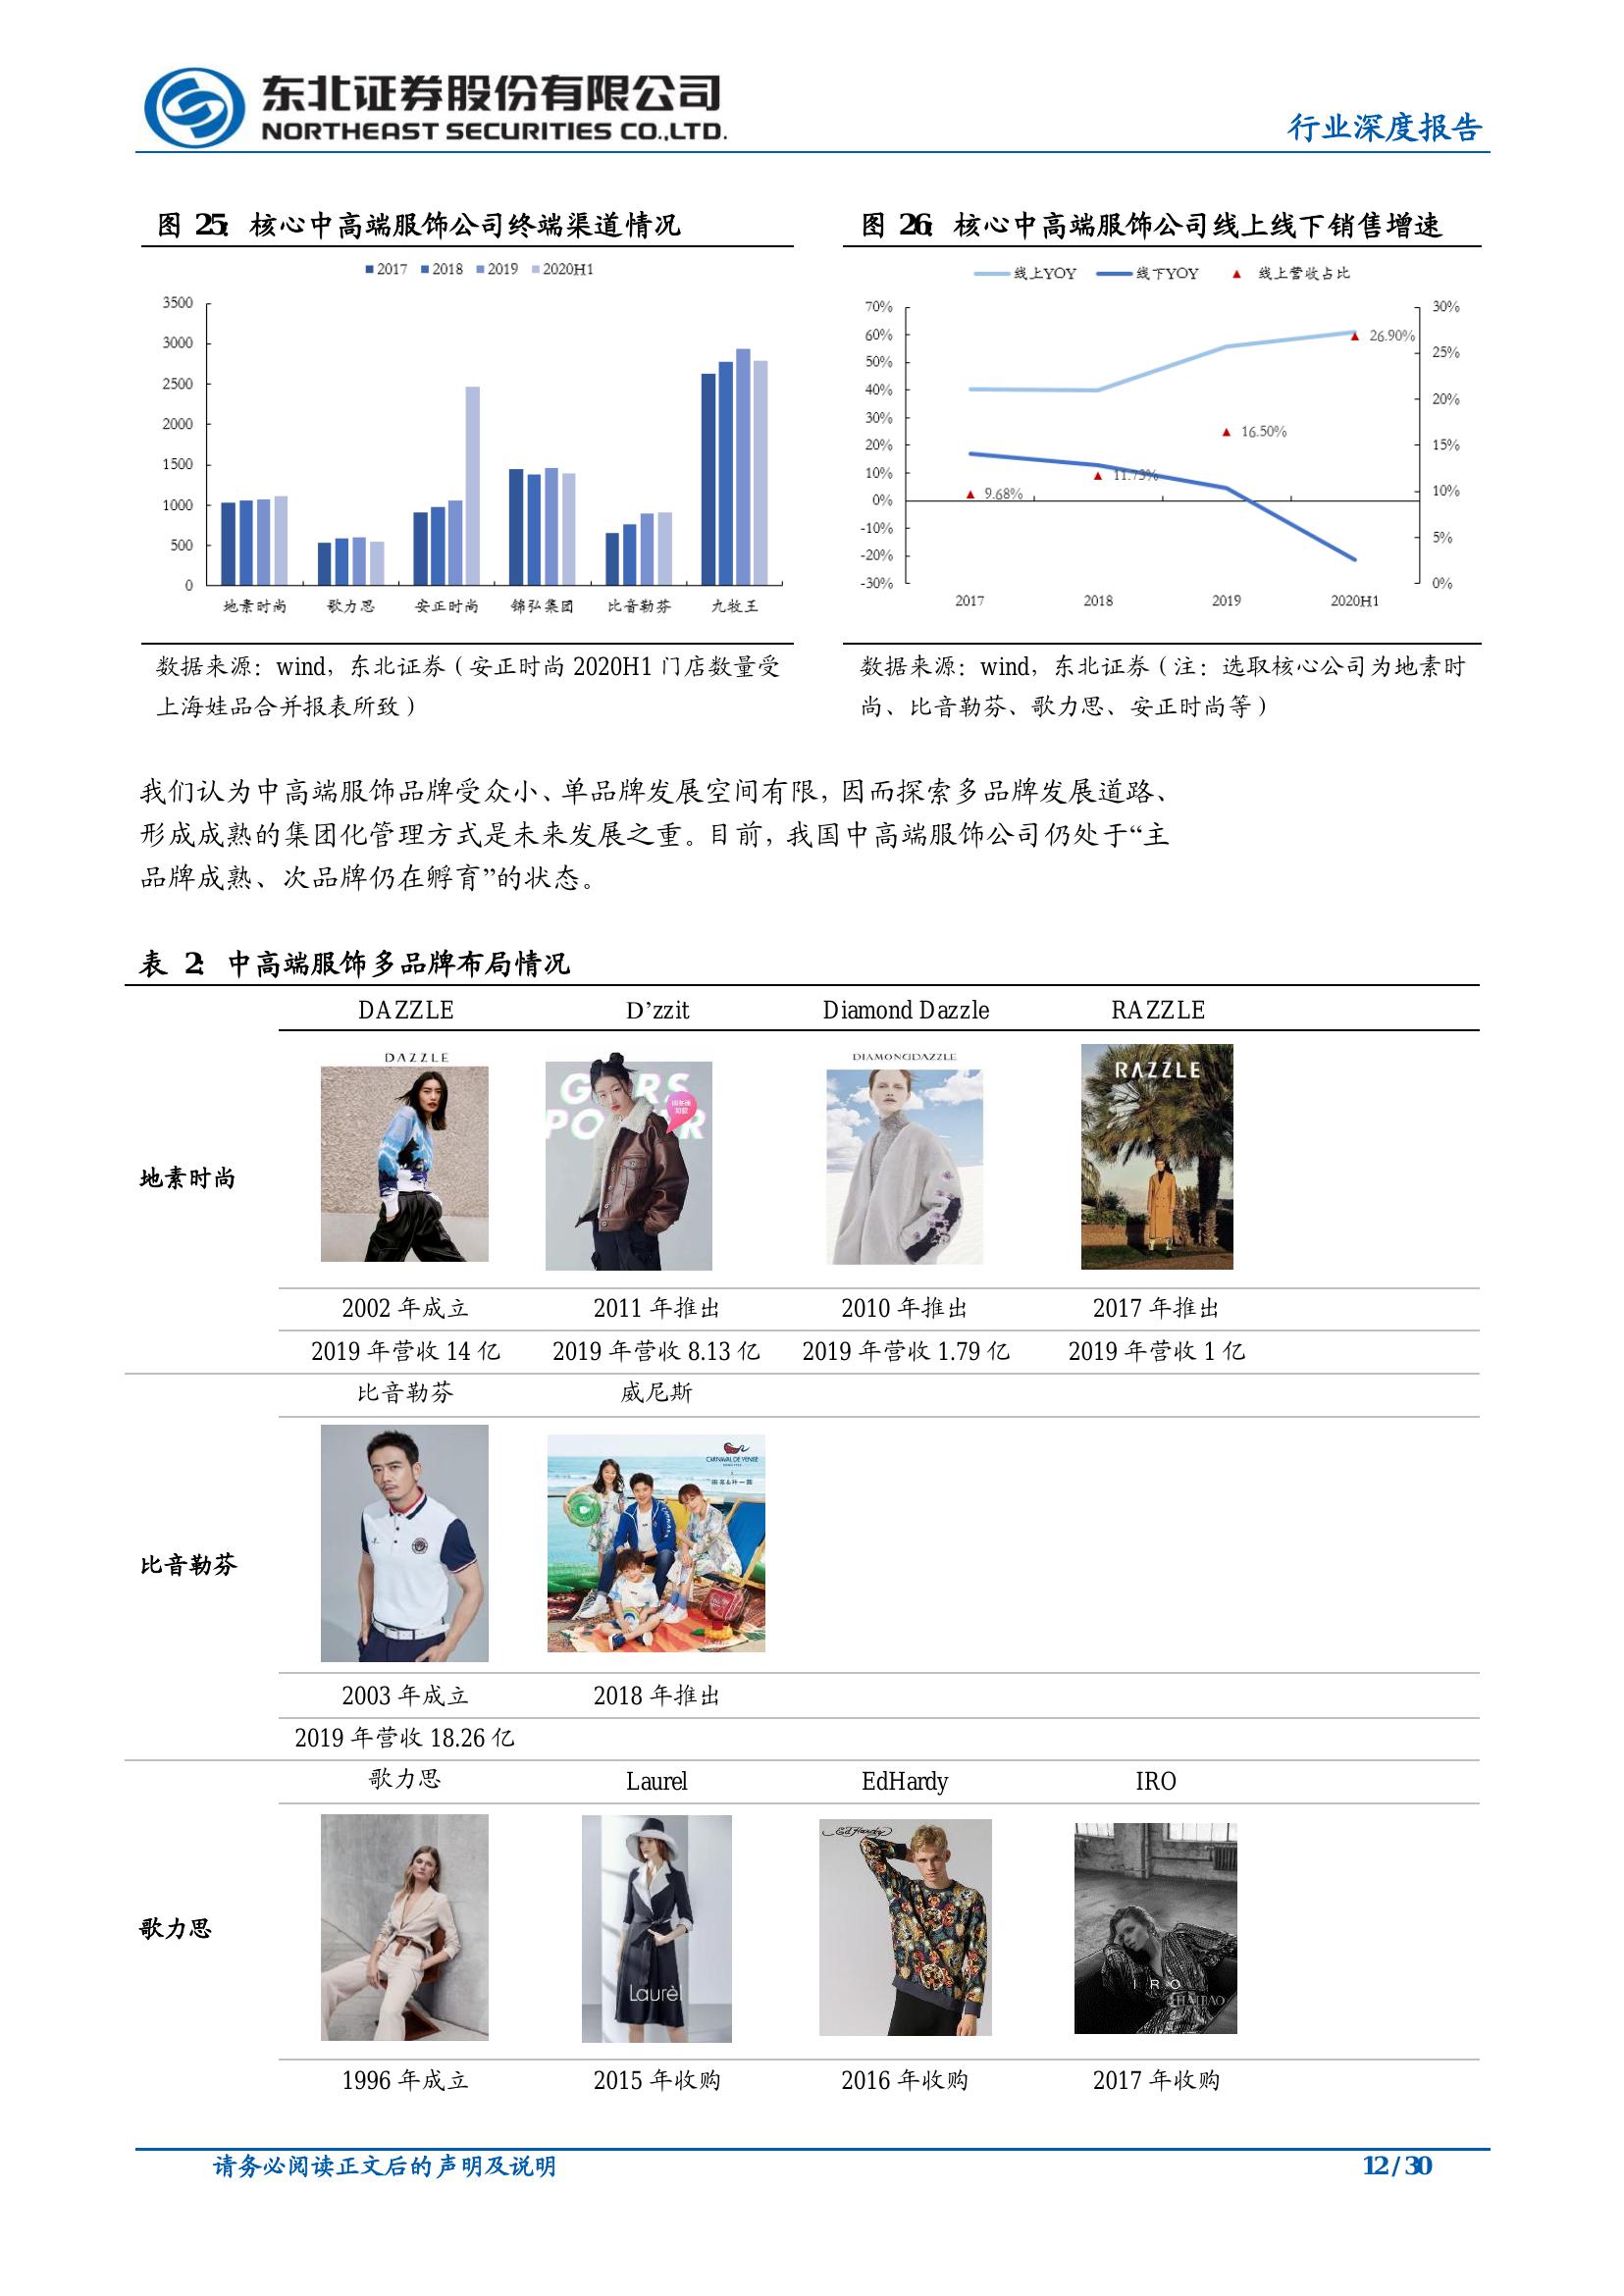 东北证券股份有限公司
NORTHEAST SECURITIES CO.,LTD.
行业深度报告
图 25: 核心中高端服饰公司终端渠道情况
2017 2018 2019 2020H1
3500
3000
2500
2000
1500
1000
500
0
地素时尚 歌力思 安正时尚 锦弘集团 比音勒芬 九牧王
数据来源：wind，东北证券（安正时尚 2020H1 门店数量受
上海娃品合并报表所致）
图 26: 核心中高端服饰公司线上线下销售增速
线上YOY 线下YOY 线上营收占比
70% 30%
60%
50% 25%
40% 20%
30%
20% 15%
10%
0% 10%
-10%
-20% 5%
-30% 0%
9.68%
11.73%
16.50%
26.90%
2017 2018 2019 2020H1
数据来源：wind，东北证券（注：选取核心公司为地素时
尚、比音勒芬、歌力思、安正时尚等）
我们认为中高端服饰品牌受众小、单品牌发展空间有限，因而探索多品牌发展道路、
形成成熟的集团化管理方式是未来发展之重。目前，我国中高端服饰公司仍处于“主
品牌成熟、次品牌仍在孵育”的状态。
表 2: 中高端服饰多品牌布局情况
DAZZLE D’zzit Diamond Dazzle RAZZLE
DAZZLE
DIAMONDDAZZLE
RAZZLE
地素时尚
2002 年成立 2011 年推出 2010 年推出 2017 年推出
2019 年营收 14 亿 2019 年营收 8.13 亿 2019 年营收 1.79 亿 2019 年营收 1 亿
比音勒芬 威尼斯
CARNAVAL DE VENISE
比音勒芬
2003 年成立 2018 年推出
2019 年营收 18.26 亿
歌力思 Laurel EdHardy IRO
Ed Hardy
Laurèl
IRO
歌力思
1996 年成立 2015 年收购 2016 年收购 2017 年收购
请务必阅读正文后的声明及说明
12 / 30